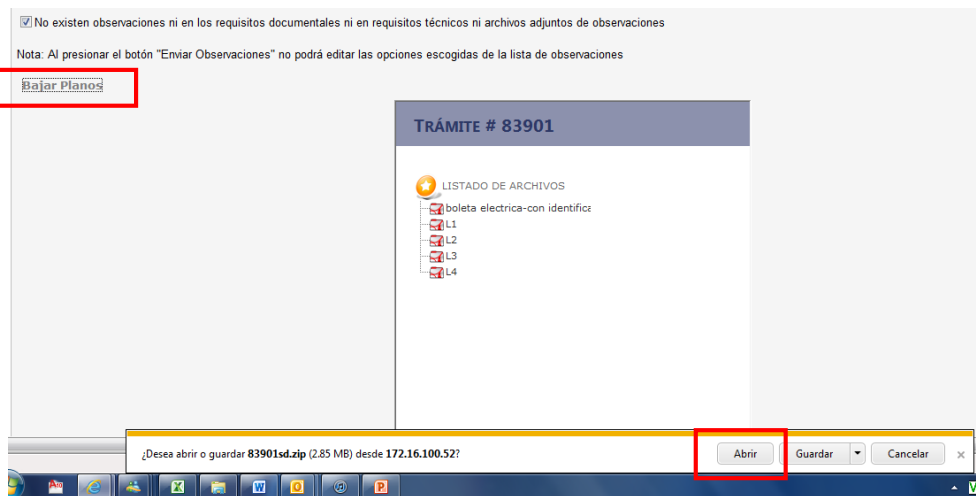 No existen observaciones ni en los requisitos documentales ni en requisitos técnicos ni archivos adjuntos de observaciones
Nota: Al presionar el botón "Enviar Observaciones" no podrá editar las opciones escogidas de la lista de observaciones
Bajar Planos
TRÁMITE # 83901
LISTADO DE ARCHIVOS
boleta electrica-con identifica
L1
L2
L3
L4
¿Desea abrir o guardar 83901sd.zip (2.85 MB) desde 172.16.100.52?
Abrir
Guardar
Cancelar